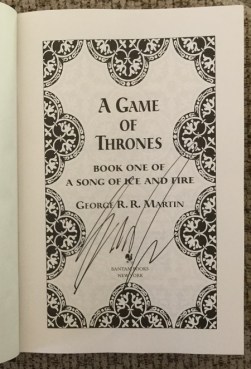 A GAME
OF
THRONES
BOOK ONE OF
A SONG OF ICE AND FIRE
GEORGE R. R. MARTIN
BANTAM BOOKS
NEW YORK